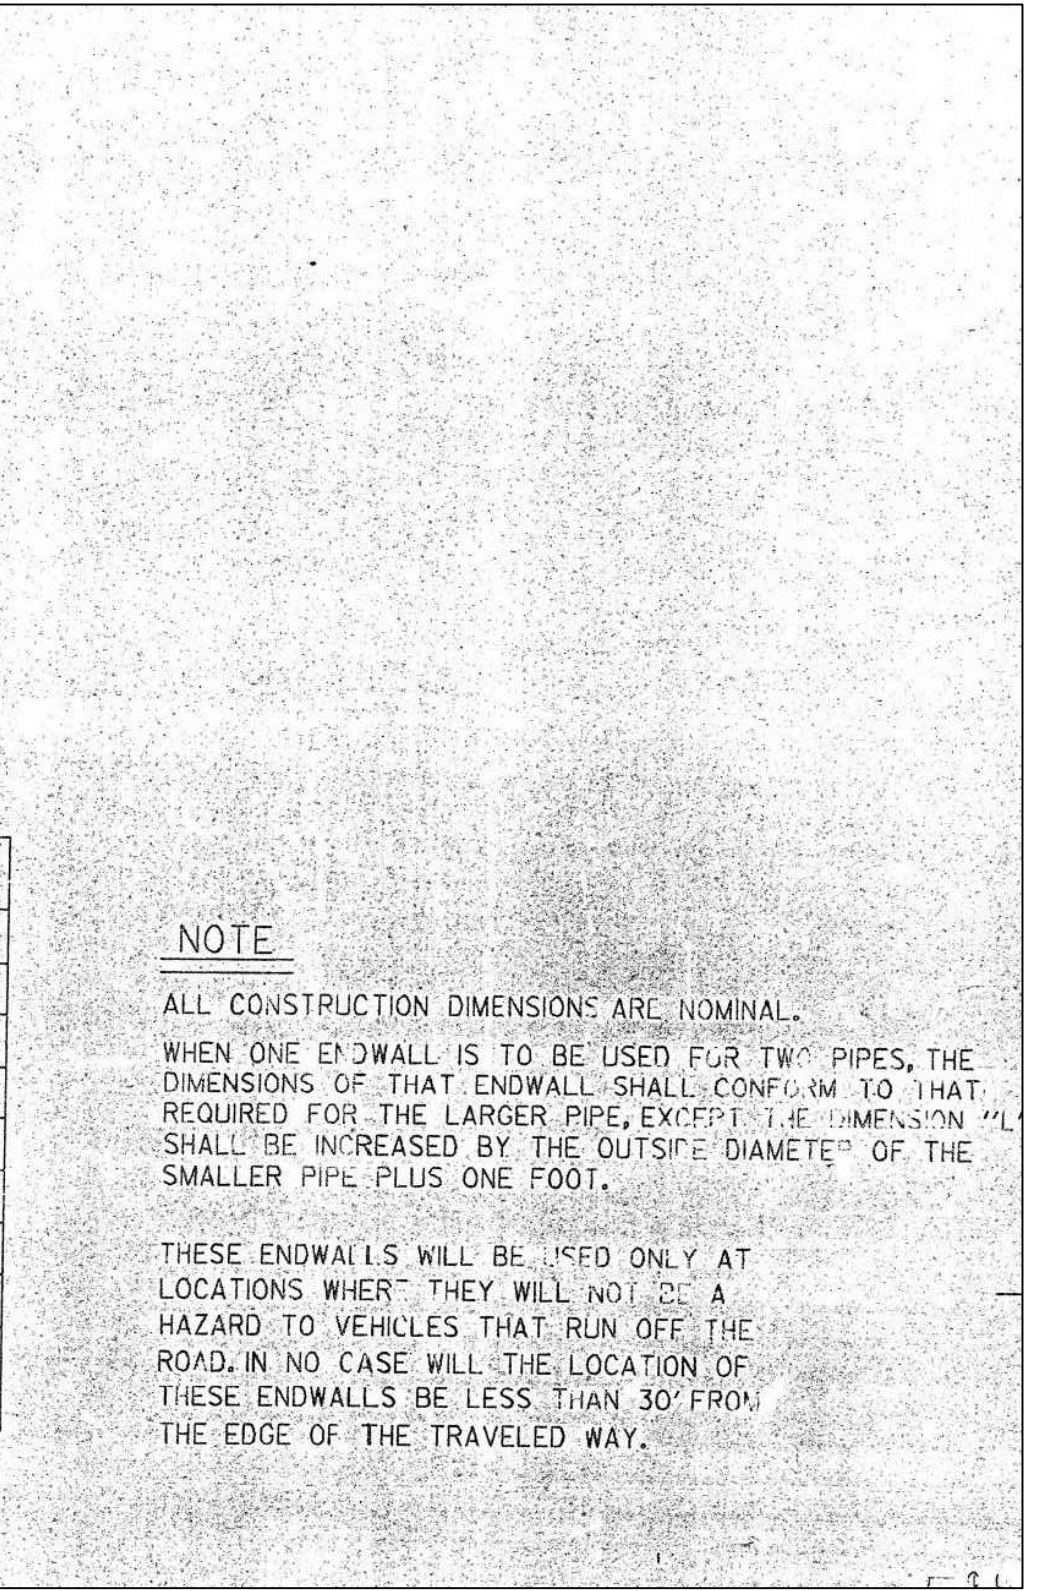 NOTE
ALL CONSTRUCTION DIMENSIONS ARE NOMINAL.
WHEN ONE ENDWALL IS TO BE USED FOR TWO PIPES, THE
DIMENSIONS OF THAT ENDWALL SHALL CONFORM TO THAT
REQUIRED FOR THE LARGER PIPE, EXCEPT THE DIMENSION "L"
SHALL BE INCREASED BY THE OUTSIDE DIAMETER OF THE
SMALLER PIPE PLUS ONE FOOT.
THESE ENDWALLS WILL BE USED ONLY AT
LOCATIONS WHERE THEY WILL NOT BE A
HAZARD TO VEHICLES THAT RUN OFF THE
ROAD. IN NO CASE WILL THE LOCATION OF
THESE ENDWALLS BE LESS THAN 30' FROM
THE EDGE OF THE TRAVELED WAY.